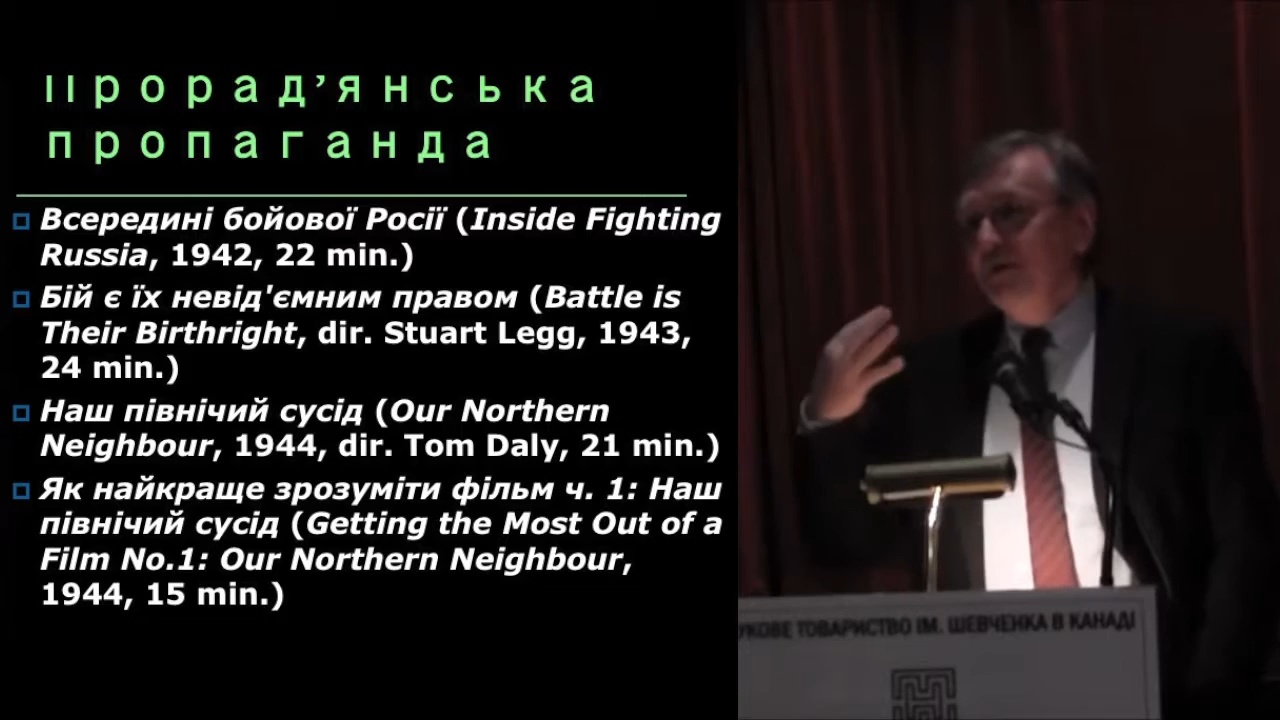 Прорад’янська
пропаганда
Всередині бойової Росії (Inside Fighting
Russia, 1942, 22 min.)
Бій є їх невід'ємним правом (Battle is
Their Birthright, dir. Stuart Legg, 1943,
24 min.)
Наш північий сусід (Our Northern
Neighbour, 1944, dir. Tom Daly, 21 min.)
Як найкраще зрозуміти фільм ч. 1: Наш
північий сусід (Getting the Most Out of a
Film No.1: Our Northern Neighbour,
1944, 15 min.)
ТОВАРИСТВО ІМ. ШЕВЧЕНКА В КАНАДІ